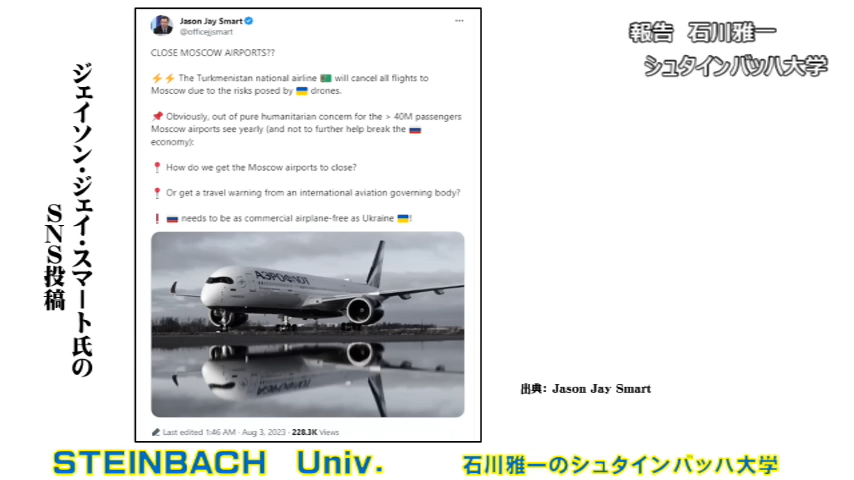 報告 石川雅一
シュタインバッハ大学
ジェイソン・ジェイ・スマート氏の
SNS投稿
Jason Jay Smart
@officejjsmart
CLOSE MOSCOW AIRPORTS??
⚡⚡ The Turkmenistan national airline 🇹🇲 will cancel all flights to
Moscow due to the risks posed by 🇺🇦 drones.
📌 Obviously, out of pure humanitarian concern for the > 40M passengers
Moscow airports see yearly (and not to further help break the 🇷🇺
economy):
📍 How do we get the Moscow airports to close?
📍 Or get a travel warning from an international aviation governing body?
❗ 🇷🇺 needs to be as commercial airplane-free as Ukraine 🇺🇦!
АЭРОФЛОТ
Last edited 1:46 AM · Aug 3, 2023 · 228.3K Views
出典: Jason Jay Smart
STEINBACH Univ. 石川雅一のシュタインバッハ大学